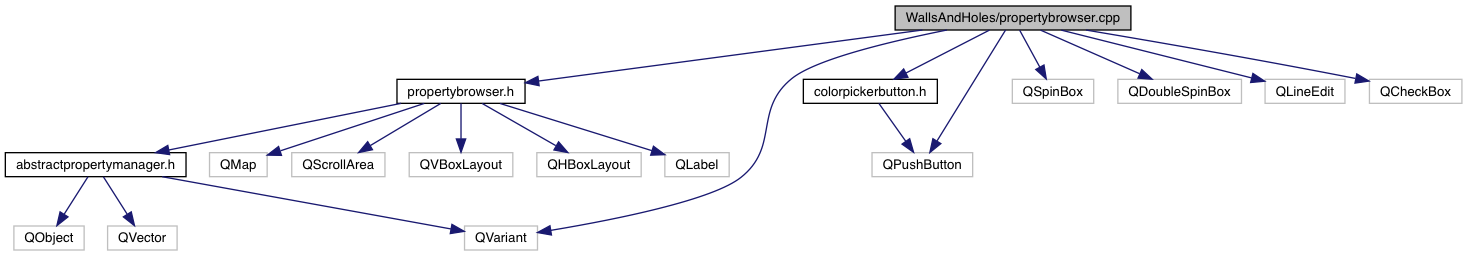 WallsAndHoles/propertybrowser.cpp
propertybrowser.h
colorpickerbutton.h
QSpinBox
QDoubleSpinBox
QLineEdit
QCheckBox
abstractpropertymanager.h
QMap
QScrollArea
QVBoxLayout
QHBoxLayout
QLabel
QPushButton
QObject
QVector
QVariant